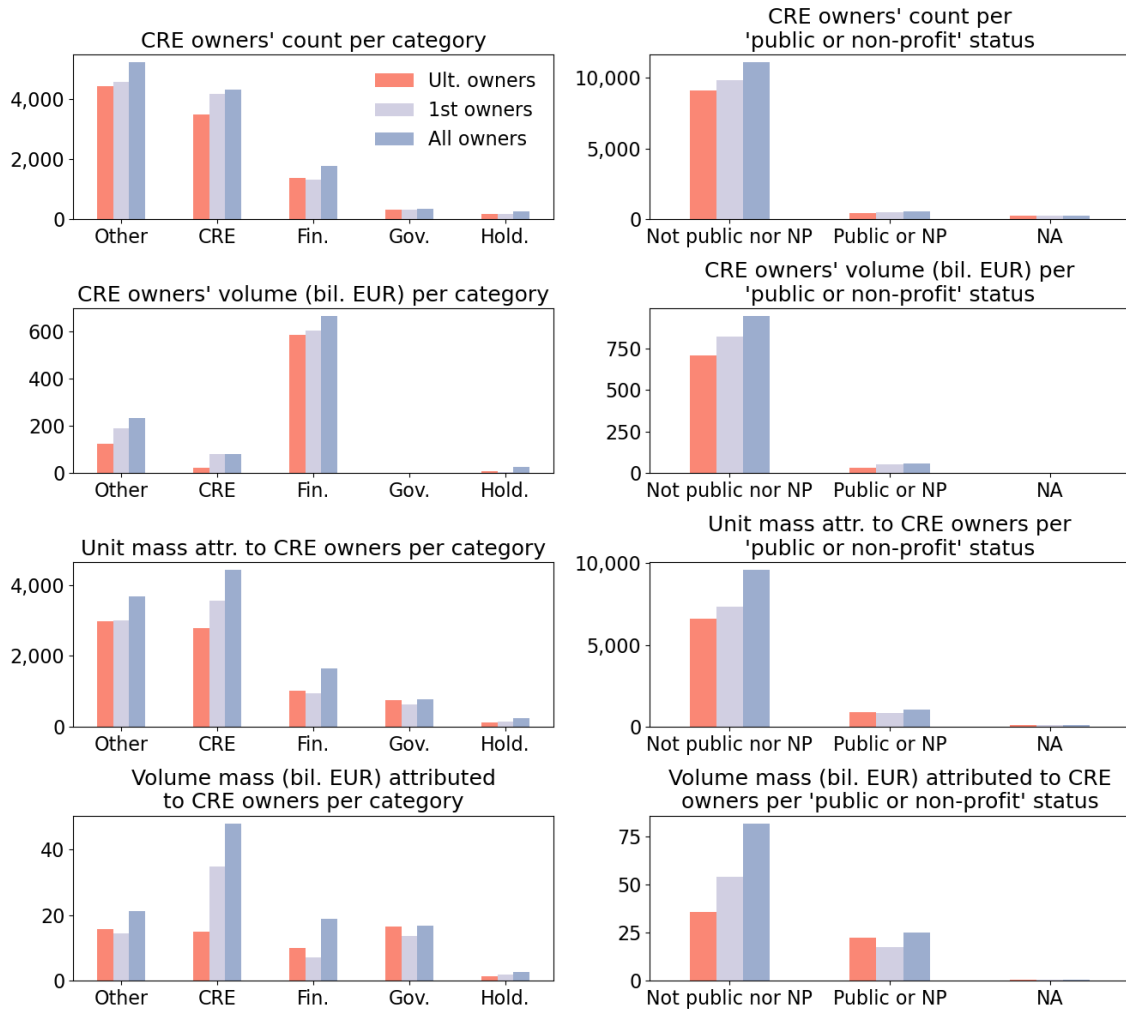 CRE owners' count per category
4,000
2,000
0
Ult. owners
1st owners
All owners
Other CRE Fin. Gov. Hold.
CRE owners' count per
'public or non-profit' status
10,000
5,000
0
Not public nor NP Public or NP NA
CRE owners' volume (bil. EUR) per category
600
400
200
0
Other CRE Fin. Gov. Hold.
CRE owners' volume (bil. EUR) per
'public or non-profit' status
750
500
250
0
Not public nor NP Public or NP NA
Unit mass attr. to CRE owners per category
4,000
2,000
0
Other CRE Fin. Gov. Hold.
Unit mass attr. to CRE owners per
'public or non-profit' status
10,000
5,000
0
Not public nor NP Public or NP NA
Volume mass (bil. EUR) attributed
to CRE owners per category
40
20
0
Other CRE Fin. Gov. Hold.
Volume mass (bil. EUR) attributed to CRE
owners per 'public or non-profit' status
75
50
25
0
Not public nor NP Public or NP NA